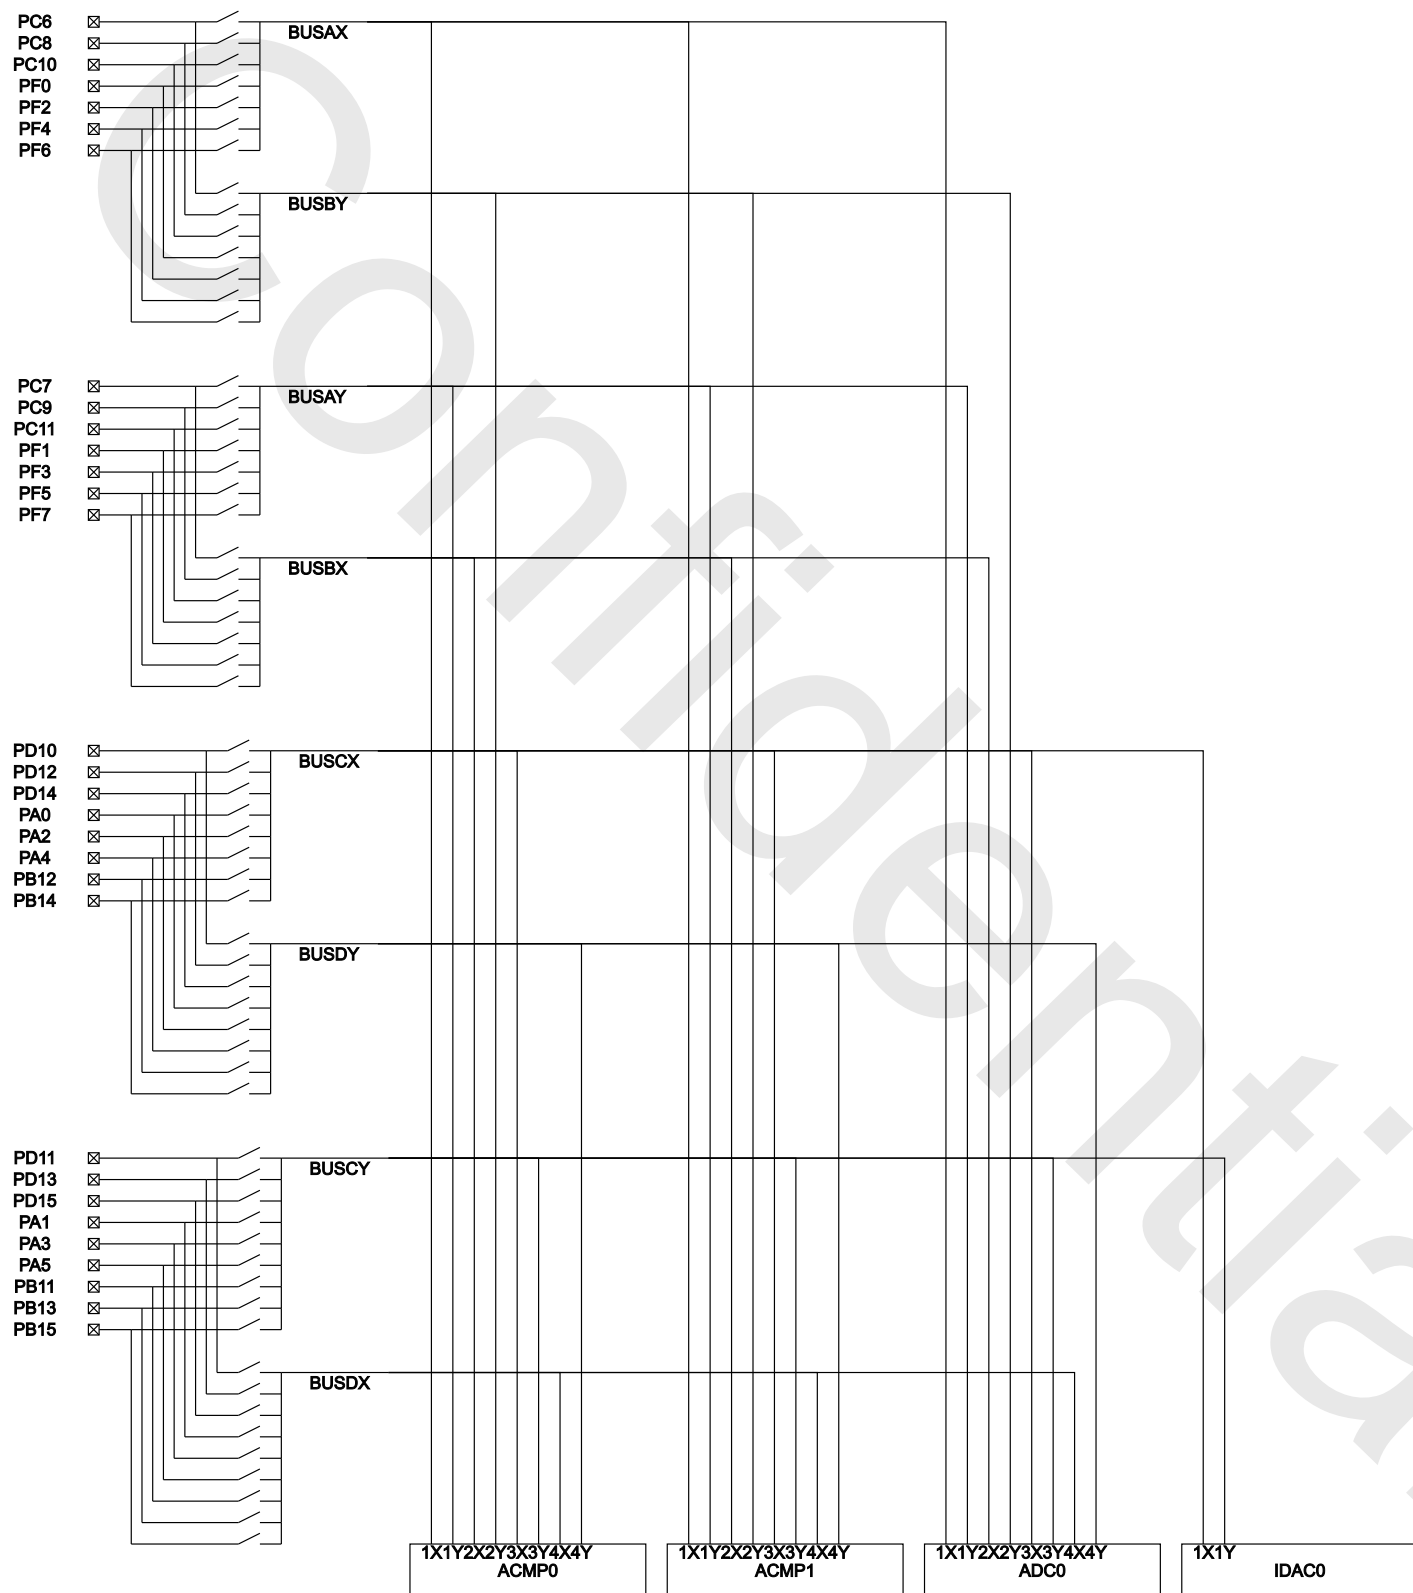 PC6
BUSAX
PC8
PC10
PF0
PF2
PF4
PF6
BUSBY
PC7
BUSAY
PC9
PC11
PF1
PF3
PF5
PF7
BUSBX
PD10
BUSCX
PD12
PD14
PA0
PA2
PA4
PB12
PB14
BUSDY
PD11
BUSCY
PD13
PD15
PA1
PA3
PA5
PB11
PB13
PB15
BUSDX
1X1Y2X2Y3X3Y4X4Y
ACMP0
1X1Y2X2Y3X3Y4X4Y
ACMP1
1X1Y2X2Y3X3Y4X4Y
ADC0
1X1Y
IDAC0
Confidentia